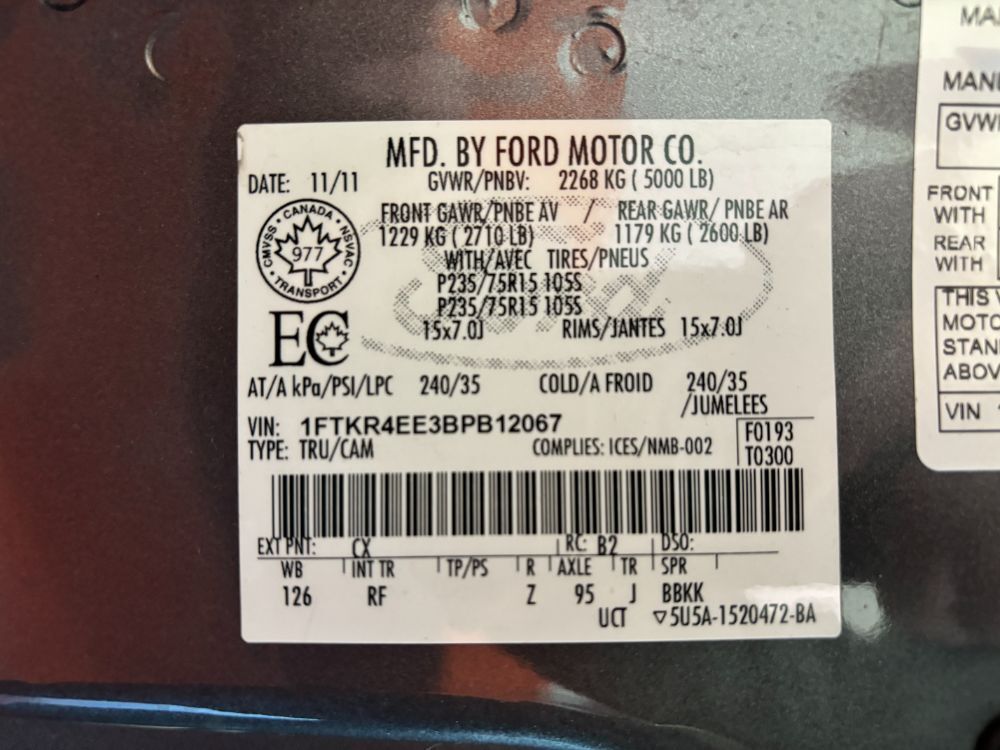 MFD. BY FORD MOTOR CO.
DATE: 11/11 GVWR/PNBV: 2268 KG ( 5000 LB)
FRONT GAWR/PNBE AV / REAR GAWR/ PNBE AR
1229 KG ( 2710 LB) 1179 KG ( 2600 LB)
WITH/AVEC TIRES/PNEUS
P235/75R15 105S
P235/75R15 105S
15x7.0J RIMS/JANTES 15x7.0J
CANADA
CMVSS · NSVAC
977
TRANSPORT
EC
Ford
AT/A kPa/PSI/LPC 240/35 COLD/A FROID 240/35
/JUMELEES
VIN: 1FTKR4EE3BPB12067
F0193
TYPE: TRU/CAM COMPLIES: ICES/NMB-002 T0300
EXT PNT: CX RC: B2 DSO:
WB INT TR TP/PS R AXLE TR SPR
126 RF Z 95 J BBKK
UCT ▽5U5A-1520472-BA
GVW
FRONT
WITH
REAR
WITH
THIS
MOTO
STAN
ABOV
VIN